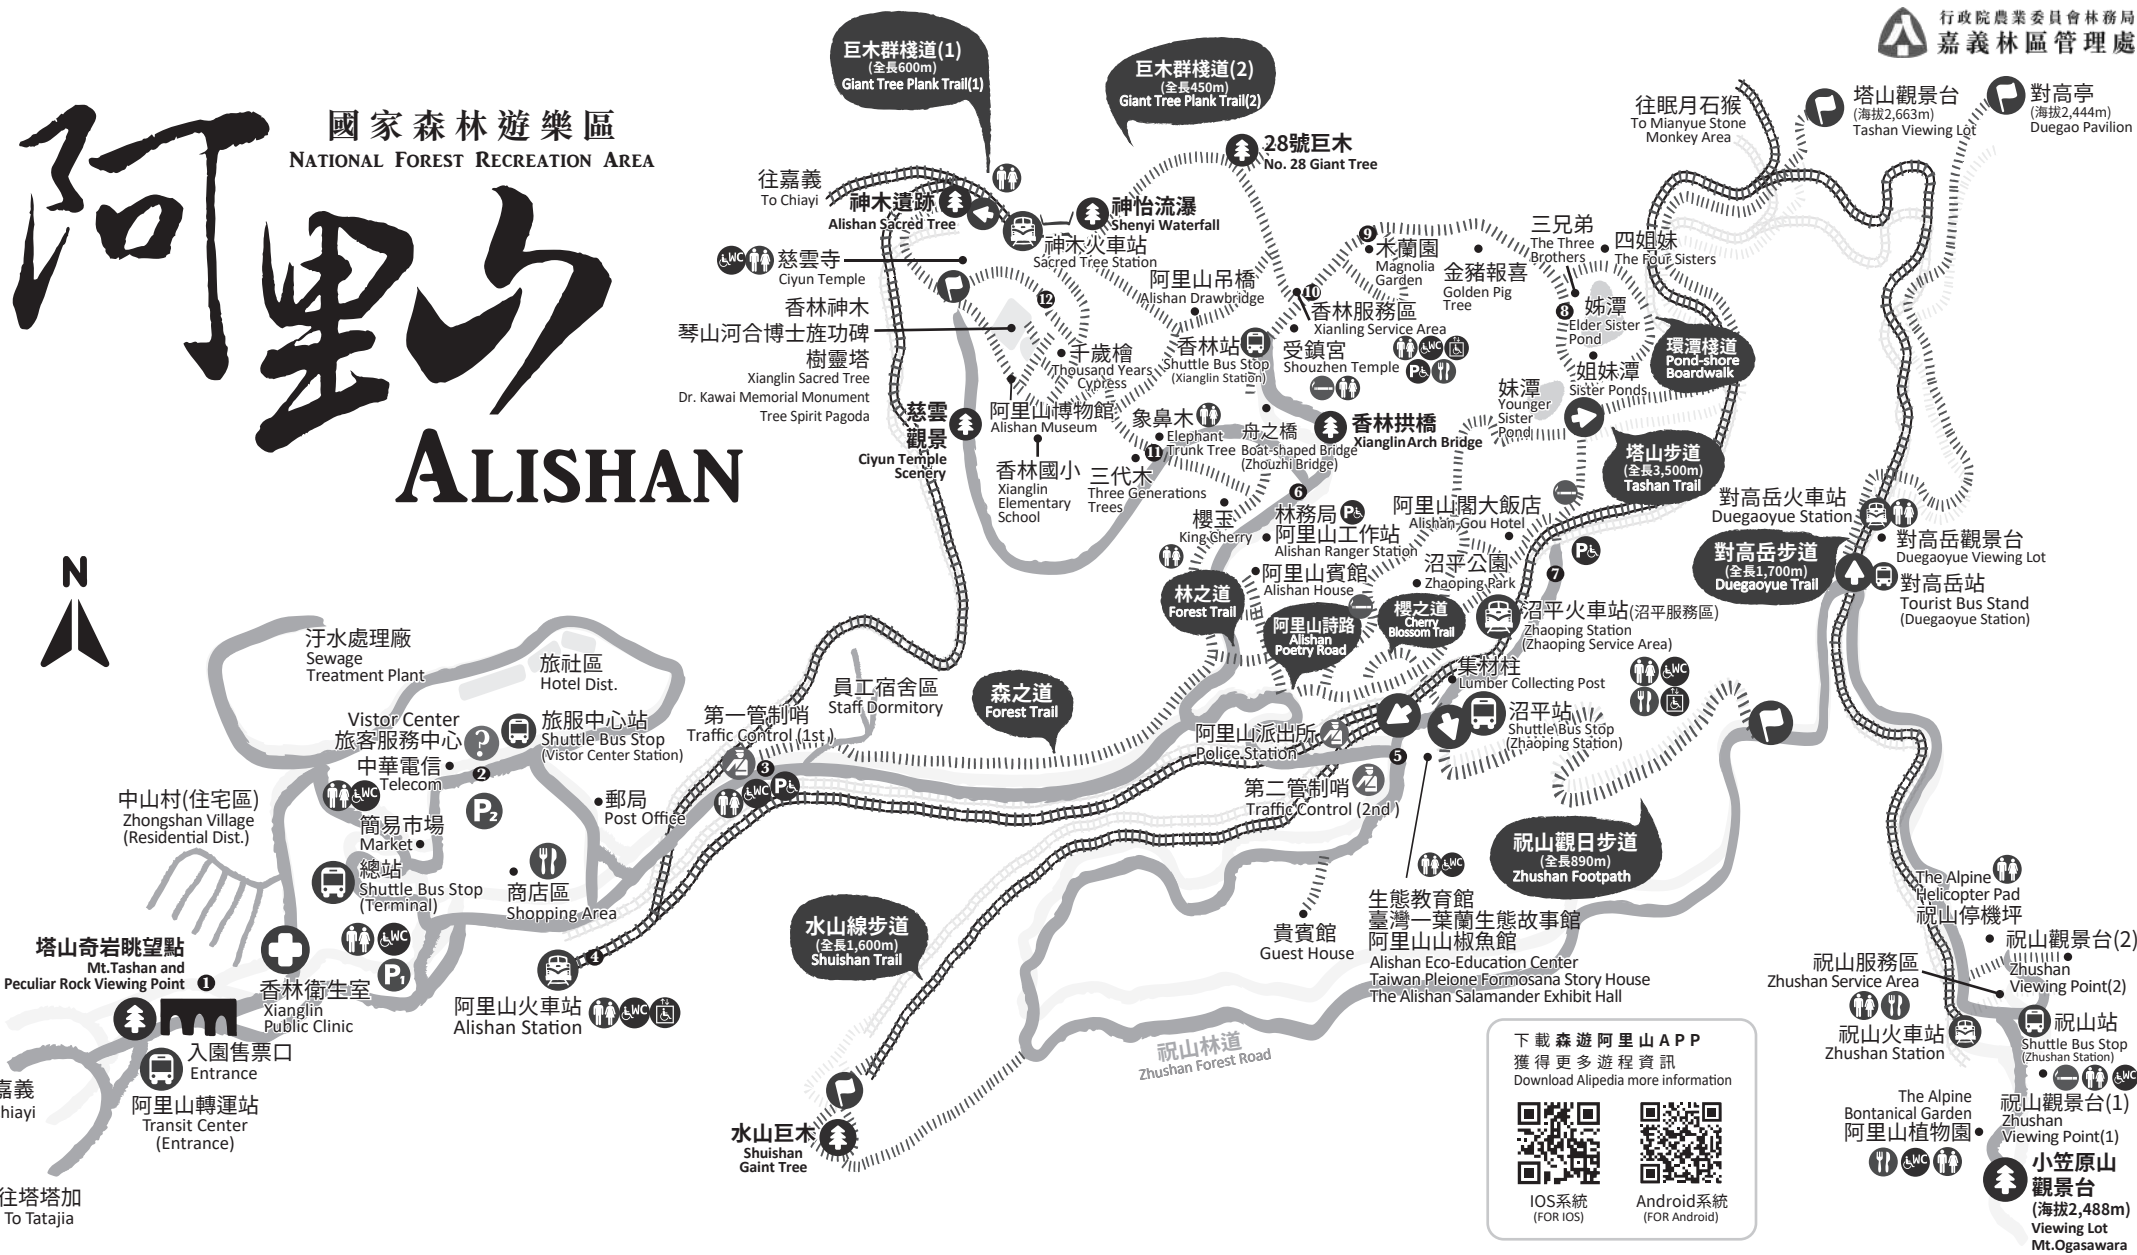 行政院農業委員會林務局
嘉義林區管理處
阿里山
國家森林遊樂區
NATIONAL FOREST RECREATION AREA
ALISHAN
N
巨木群棧道(1)
(全長600m)
Giant Tree Plank Trail(1)
巨木群棧道(2)
(全長450m)
Giant Tree Plank Trail(2)
28號巨木
No. 28 Giant Tree
往嘉義
To Chiayi
神木遺跡
Alishan Sacred Tree
神怡流瀑
Shenyi Waterfall
神木火車站
Sacred Tree Station
WC
慈雲寺
Ciyun Temple
香林神木
琴山河合博士旌功碑
樹靈塔
Xianglin Sacred Tree
Dr. Kawai Memorial Monument
Tree Spirit Pagoda
12
千歲檜
Thousand Years
Cypress
阿里山吊橋
Alishan Drawbridge
香林站
Shuttle Bus Stop
(Xianglin Station)
慈雲
觀景
Ciyun Temple
Scenery
阿里山博物館
Alishan Museum
香林國小
Xianglin
Elementary
School
象鼻木
Elephant
Trunk Tree
11
三代木
Three Generations
Trees
舟之橋
Boat-shaped Bridge
(Zhouzhi Bridge)
香林拱橋
Xianglin Arch Bridge
9
木蘭園
Magnolia
Garden
金豬報喜
Golden Pig
Tree
10
香林服務區
Xianling Service Area
WC
P
受鎮宮
Shouzhen Temple
三兄弟
The Three
Brothers
四姐妹
The Four Sisters
8
姊潭
Elder Sister
Pond
姐妹潭
Sister Ponds
妹潭
Younger
Sister
Pond
環潭棧道
Pond-shore
Boardwalk
塔山步道
(全長3,500m)
Tashan Trail
往眠月石猴
To Mianyue Stone
Monkey Area
塔山觀景台
(海拔2,663m)
Tashan Viewing Lot
對高亭
(海拔2,444m)
Duegao Pavilion
對高岳火車站
Duegaoyue Station
對高岳觀景台
Duegaoyue Viewing Lot
對高岳步道
(全長1,700m)
Duegaoyue Trail
對高岳站
Tourist Bus Stand
(Duegaoyue Station)
櫻王
King Cherry
6
林務局
P
阿里山工作站
Alishan Ranger Station
阿里山賓館
Alishan House
阿里山閣大飯店
Alishan Gou Hotel
沼平公園
Zhaoping Park
P
7
林之道
Forest Trail
阿里山詩路
Alishan
Poetry Road
櫻之道
Cherry
Blossom Trail
沼平火車站(沼平服務區)
Zhaoping Station
(Zhaoping Service Area)
WC
集材柱
Lumber Collecting Post
沼平站
Shuttle Bus Stop
(Zhaoping Station)
森之道
Forest Trail
阿里山派出所
Police Station
5
第二管制哨
Traffic Control (2nd )
汙水處理廠
Sewage
Treatment Plant
旅社區
Hotel Dist.
Vistor Center
旅客服務中心
?
旅服中心站
Shuttle Bus Stop
(Vistor Center Station)
中華電信
Telecom
2
P2
WC
簡易市場
Market
總站
Shuttle Bus Stop
(Terminal)
郵局
Post Office
商店區
Shopping Area
第一管制哨
Traffic Control (1st )
3
WC
P
員工宿舍區
Staff Dormitory
中山村(住宅區)
Zhongshan Village
(Residential Dist.)
WC
P1
塔山奇岩眺望點
Mt.Tashan and
Peculiar Rock Viewing Point
1
香林衛生室
Xianglin
Public Clinic
入園售票口
Entrance
阿里山轉運站
Transit Center
(Entrance)
嘉義
hiayi
往塔塔加
To Tatajia
4
阿里山火車站
Alishan Station
WC
水山線步道
(全長1,600m)
Shuishan Trail
水山巨木
Shuishan
Gaint Tree
貴賓館
Guest House
祝山林道
Zhushan Forest Road
WC
生態教育館
臺灣一葉蘭生態故事館
阿里山山椒魚館
Alishan Eco-Education Center
Taiwan Pleione Formosana Story House
The Alishan Salamander Exhibit Hall
祝山觀日步道
(全長890m)
Zhushan Footpath
下載森遊阿里山APP
獲得更多遊程資訊
Download Alipedia more information
IOS系統
(FOR IOS)
Android系統
(FOR Android)
The Alpine
Helicopter Pad
祝山停機坪
祝山觀景台(2)
Zhushan
Viewing Point(2)
祝山服務區
Zhushan Service Area
祝山火車站
Zhushan Station
祝山站
Shuttle Bus Stop
(Zhushan Station)
WC
祝山觀景台(1)
Zhushan
Viewing Point(1)
The Alpine
Bontanical Garden
阿里山植物園
WC
小笠原山
觀景台
(海拔2,488m)
Viewing Lot
Mt.Ogasawara